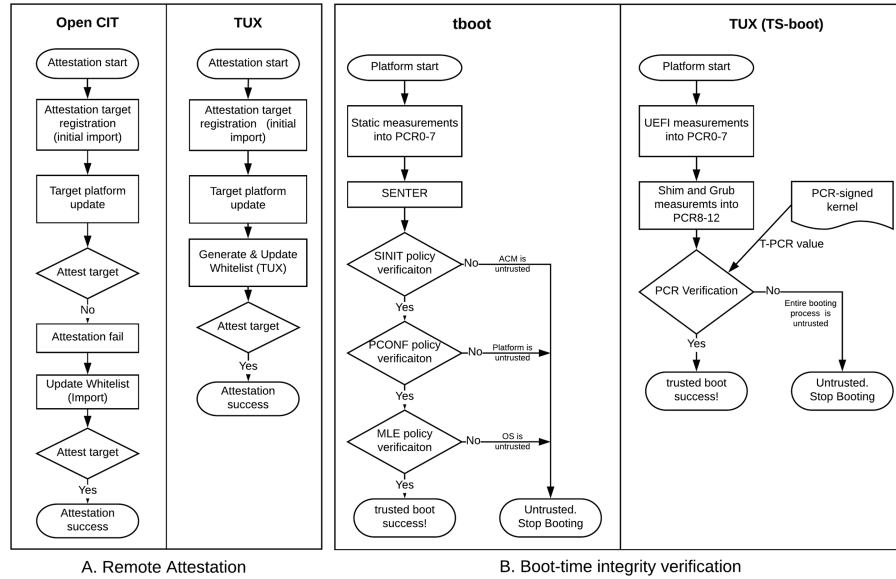 Open CIT
Attestation start
Attestation target
registration
(initial import)
Target platform
update
Attest target
No
Attestation fail
Update Whitelist
(Import)
Attest target
Yes
Attestation
success
TUX
Attestation start
Attestation target
registration (initial
import)
Target platform
update
Generate & Update
Whitelist (TUX)
Attest target
Yes
Attestation
success
A. Remote Attestation
tboot
Platform start
Static measurements
into PCR0-7
SENTER
SINIT policy
verificaiton
No
ACM is
untrusted
Yes
PCONF policy
verificaiton
No
Platform is
untrusted
Yes
MLE policy
verificaiton
No
OS is
untrusted
Yes
trusted boot
success!
Untrusted.
Stop Booting
TUX (TS-boot)
Platform start
UEFI measurements
into PCR0-7
Shim and Grub
measuremts into
PCR8-12
PCR-signed
kernel
T-PCR value
PCR Verification
No
Entire booting
process is
untrusted
Yes
trusted boot
success!
Untrusted.
Stop Booting
B. Boot-time integrity verification